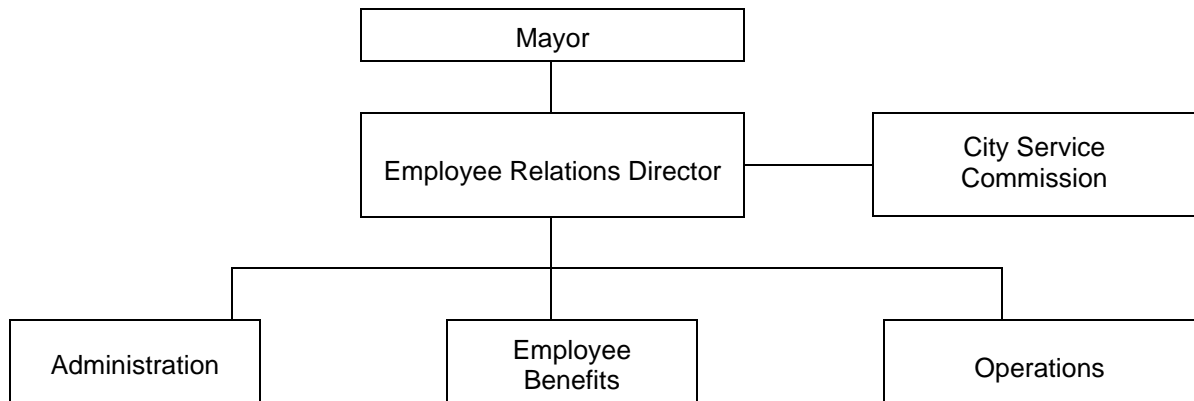 Mayor
Employee Relations Director
City Service
Commission
Administration
Employee
Benefits
Operations